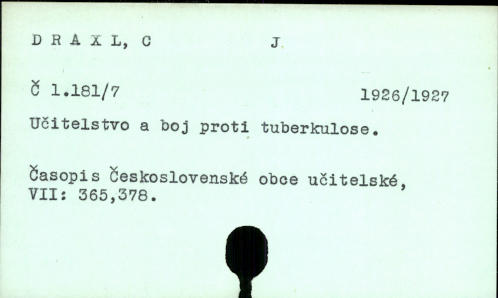 D R A X L, C J
Č 1.181/7 1926/1927
Učitelstvo a boj proti tuberkulose.
Časopis Československé obce učitelské,
VII: 365,378.